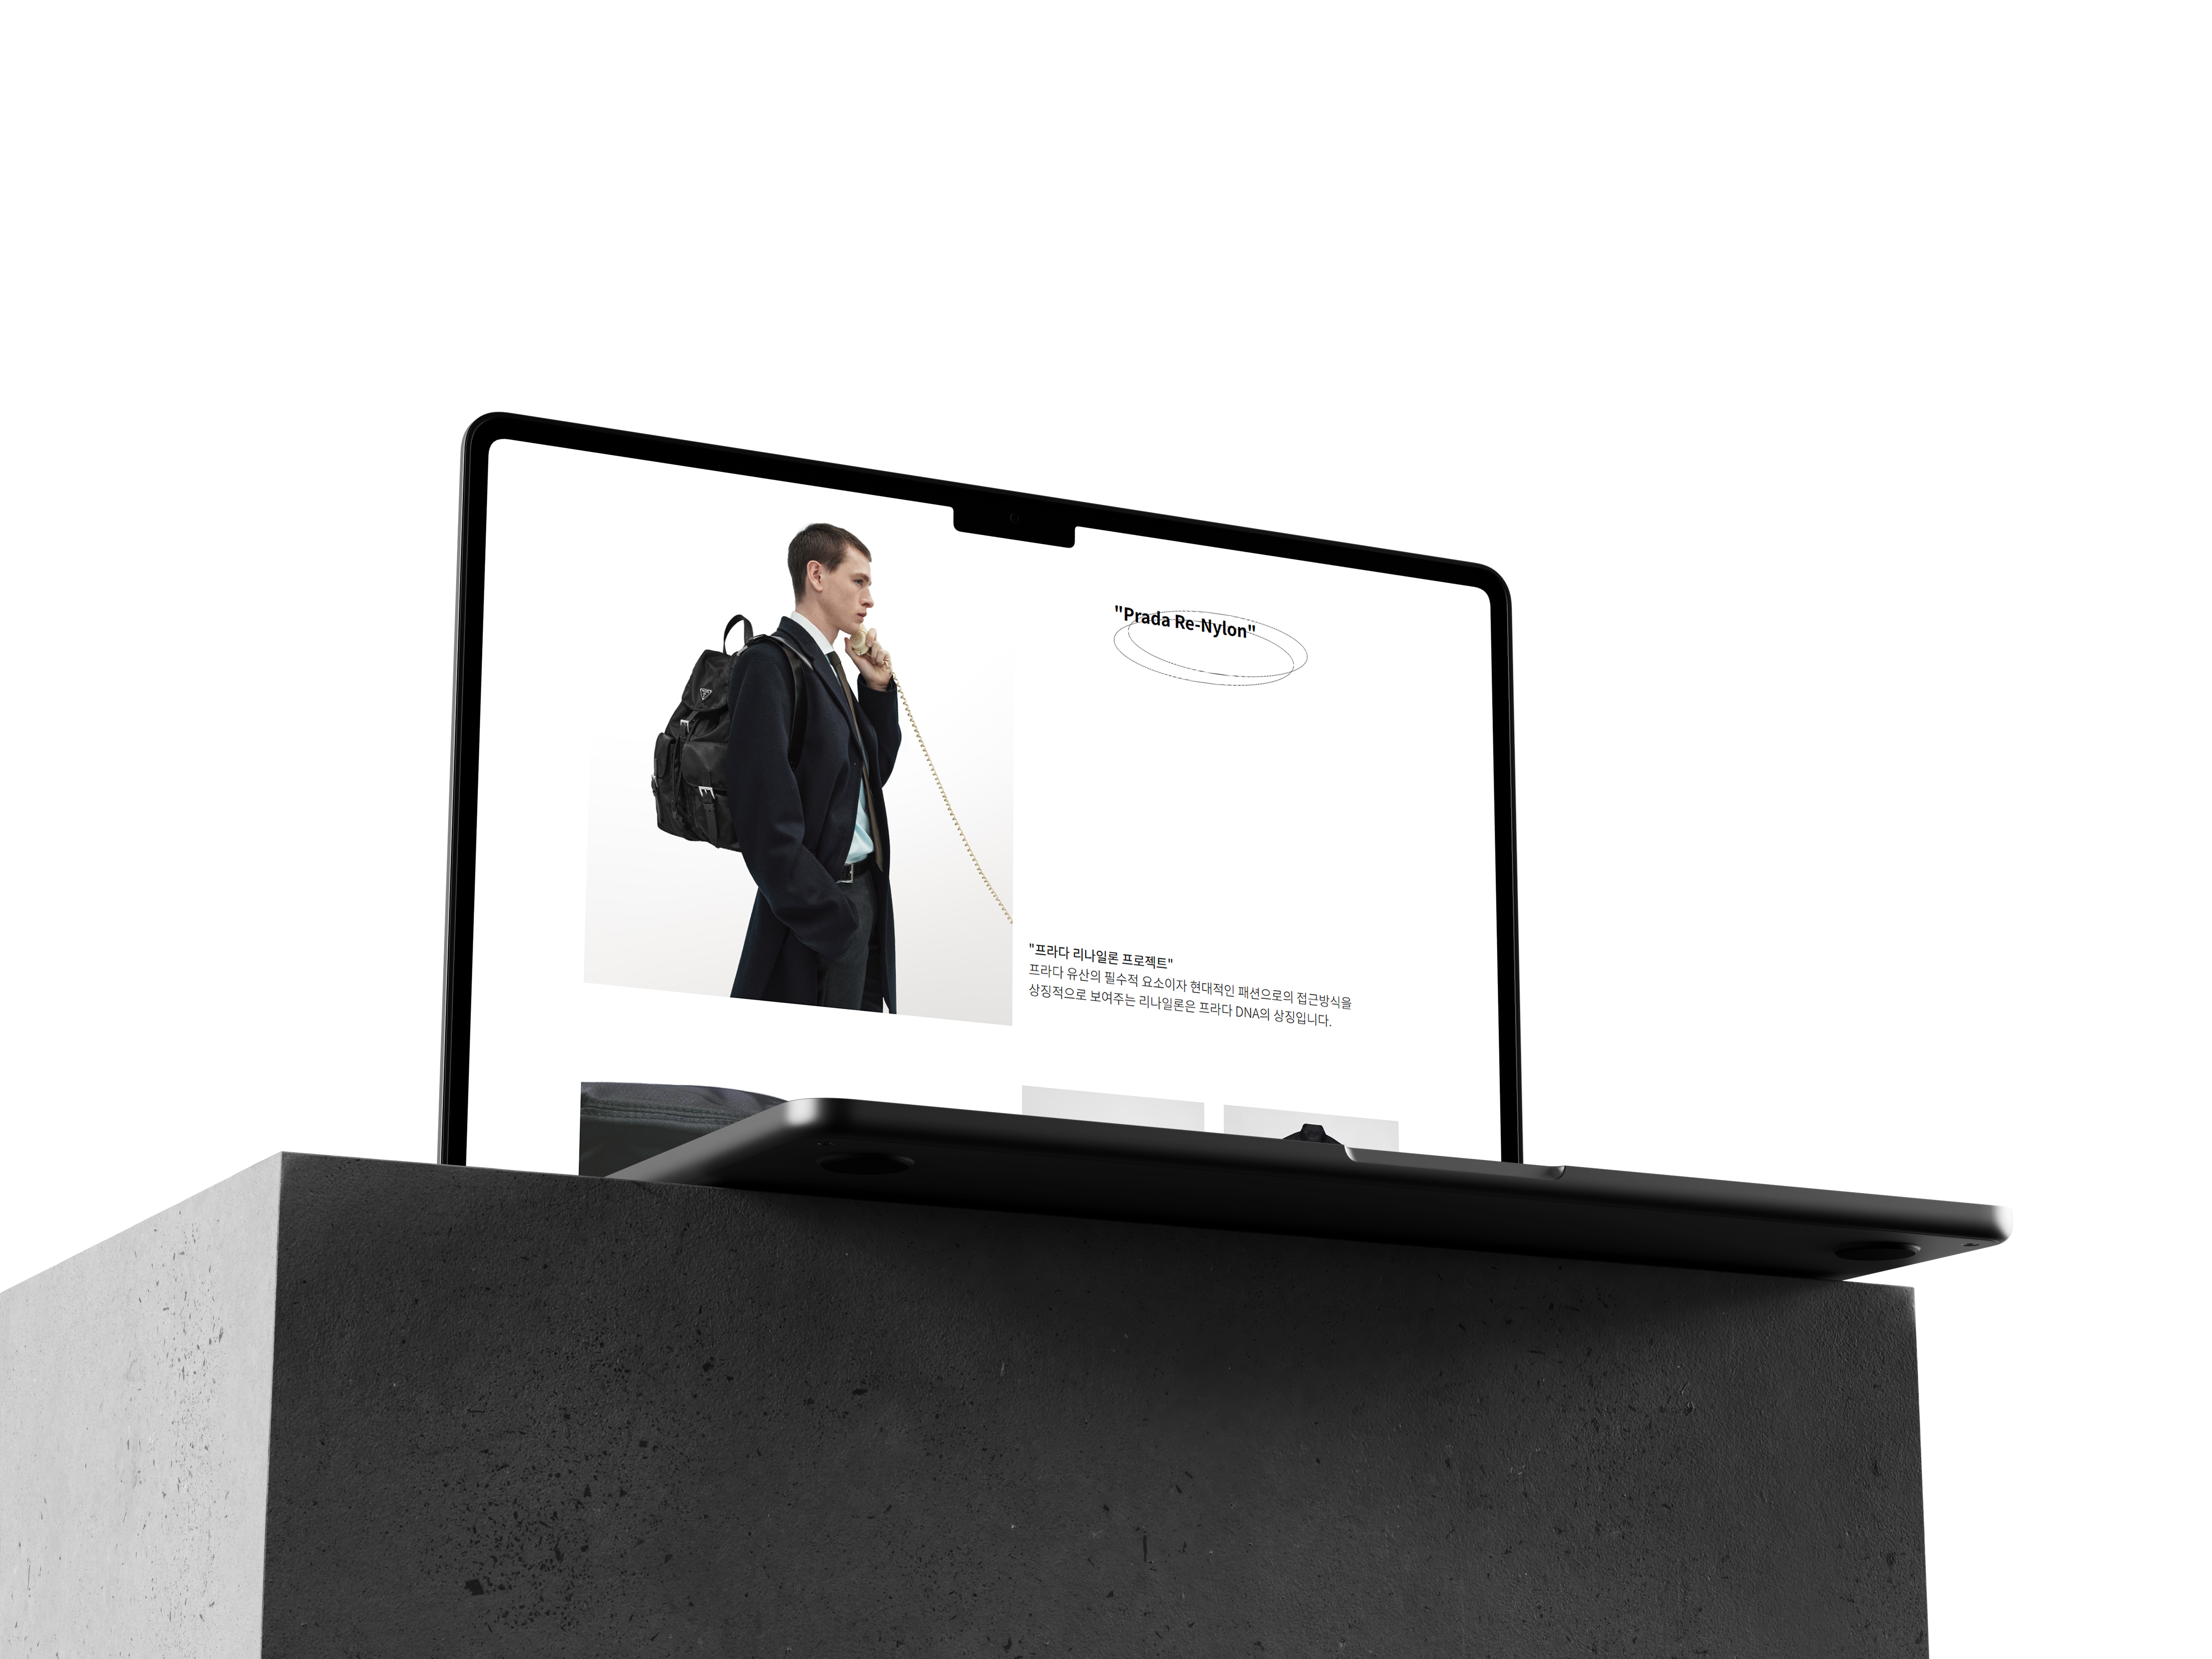 "Prada Re-Nylon"
"프라다 리나일론 프로젝트"
프라다 유산의 필수적 요소이자 현대적인 패션으로의 접근방식을
상징적으로 보여주는 리나일론은 프라다 DNA의 상징입니다.